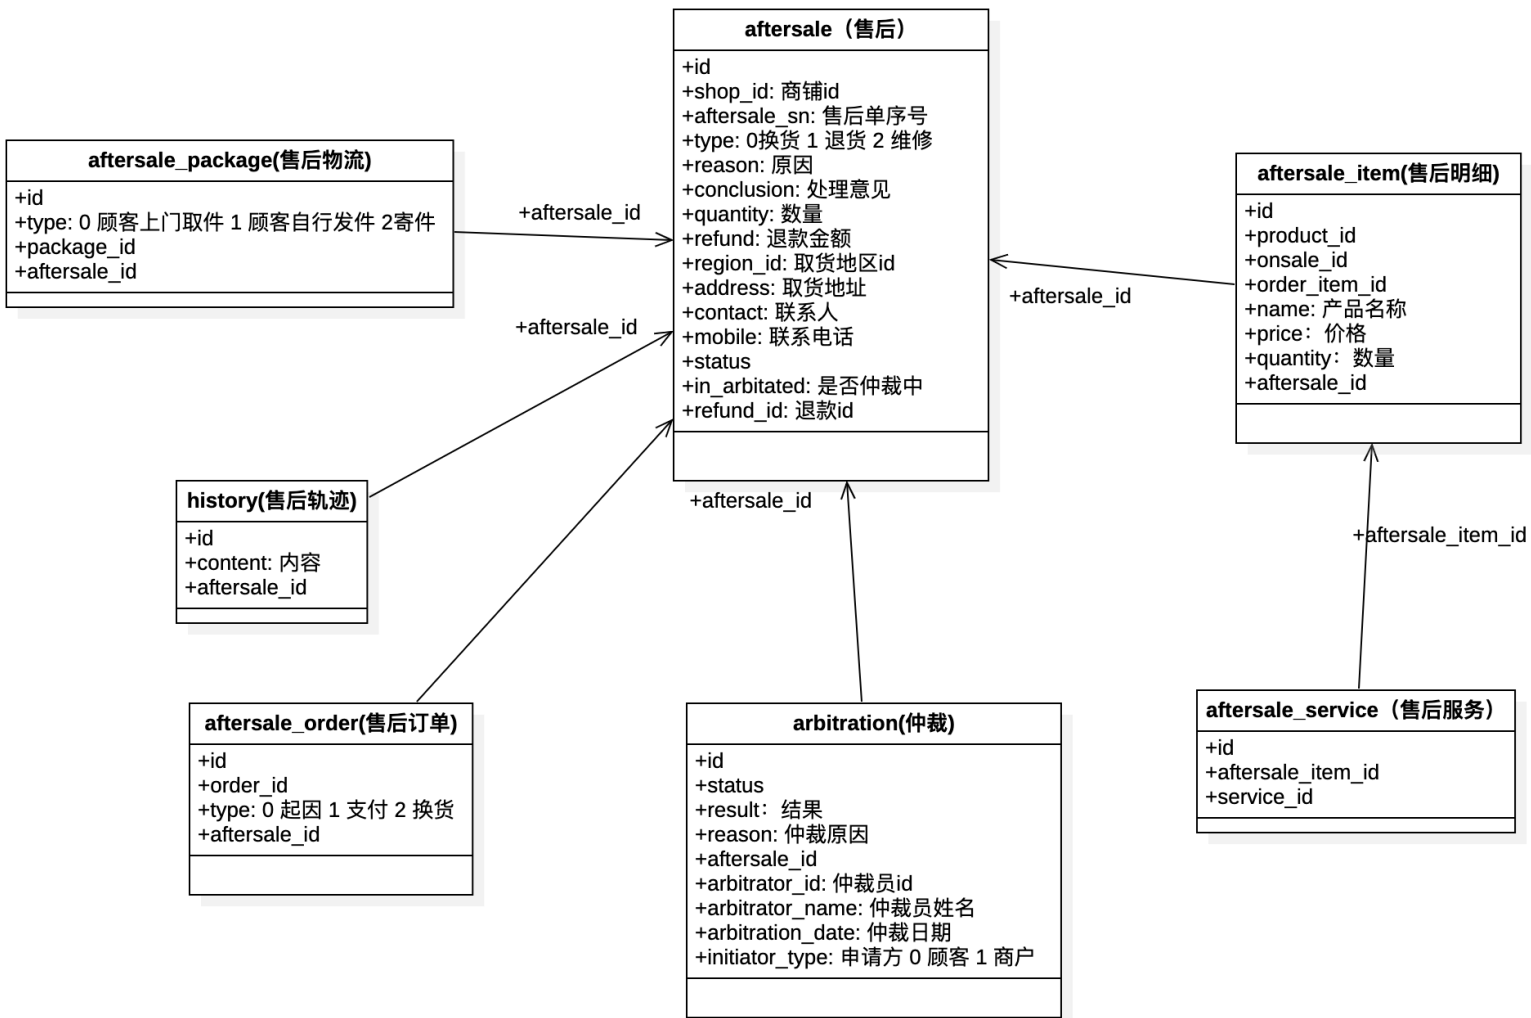 aftersale（售后）
+id
+shop_id: 商铺id
+aftersale_sn: 售后单序号
+type: 0换货 1 退货 2 维修
+reason: 原因
+conclusion: 处理意见
+quantity: 数量
+refund: 退款金额
+region_id: 取货地区id
+address: 取货地址
+contact: 联系人
+mobile: 联系电话
+status
+in_arbitated: 是否仲裁中
+refund_id: 退款id
aftersale_package(售后物流)
+id
+type: 0 顾客上门取件 1 顾客自行发件 2寄件
+package_id
+aftersale_id
+aftersale_id
aftersale_item(售后明细)
+id
+product_id
+onsale_id
+order_item_id
+name: 产品名称
+price：价格
+quantity：数量
+aftersale_id
+aftersale_id
+aftersale_id
history(售后轨迹)
+id
+content: 内容
+aftersale_id
+aftersale_id
+aftersale_item_id
aftersale_order(售后订单)
+id
+order_id
+type: 0 起因 1 支付 2 换货
+aftersale_id
arbitration(仲裁)
+id
+status
+result：结果
+reason: 仲裁原因
+aftersale_id
+arbitrator_id: 仲裁员id
+arbitrator_name: 仲裁员姓名
+arbitration_date: 仲裁日期
+initiator_type: 申请方 0 顾客 1 商户
aftersale_service（售后服务）
+id
+aftersale_item_id
+service_id